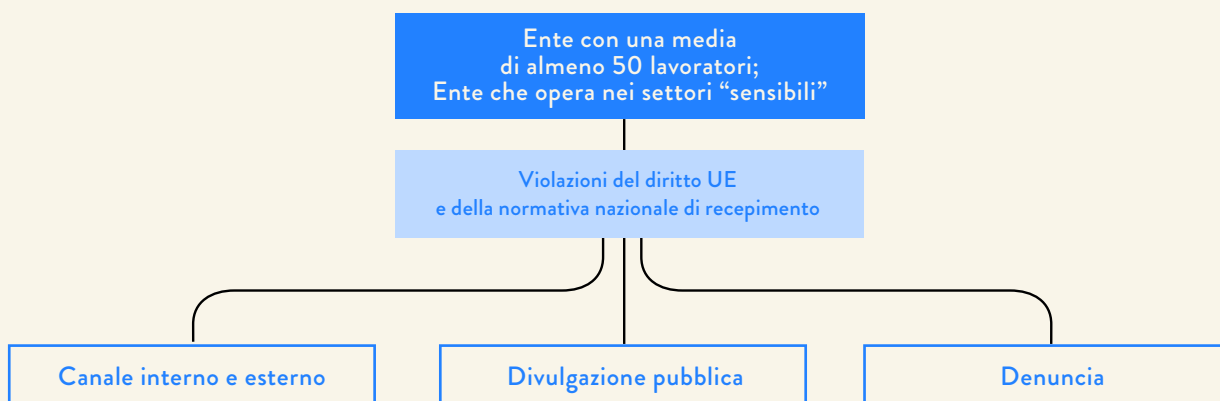 Ente con una media
di almeno 50 lavoratori;
Ente che opera nei settori “sensibili”
Violazioni del diritto UE
e della normativa nazionale di recepimento
Canale interno e esterno
Divulgazione pubblica
Denuncia